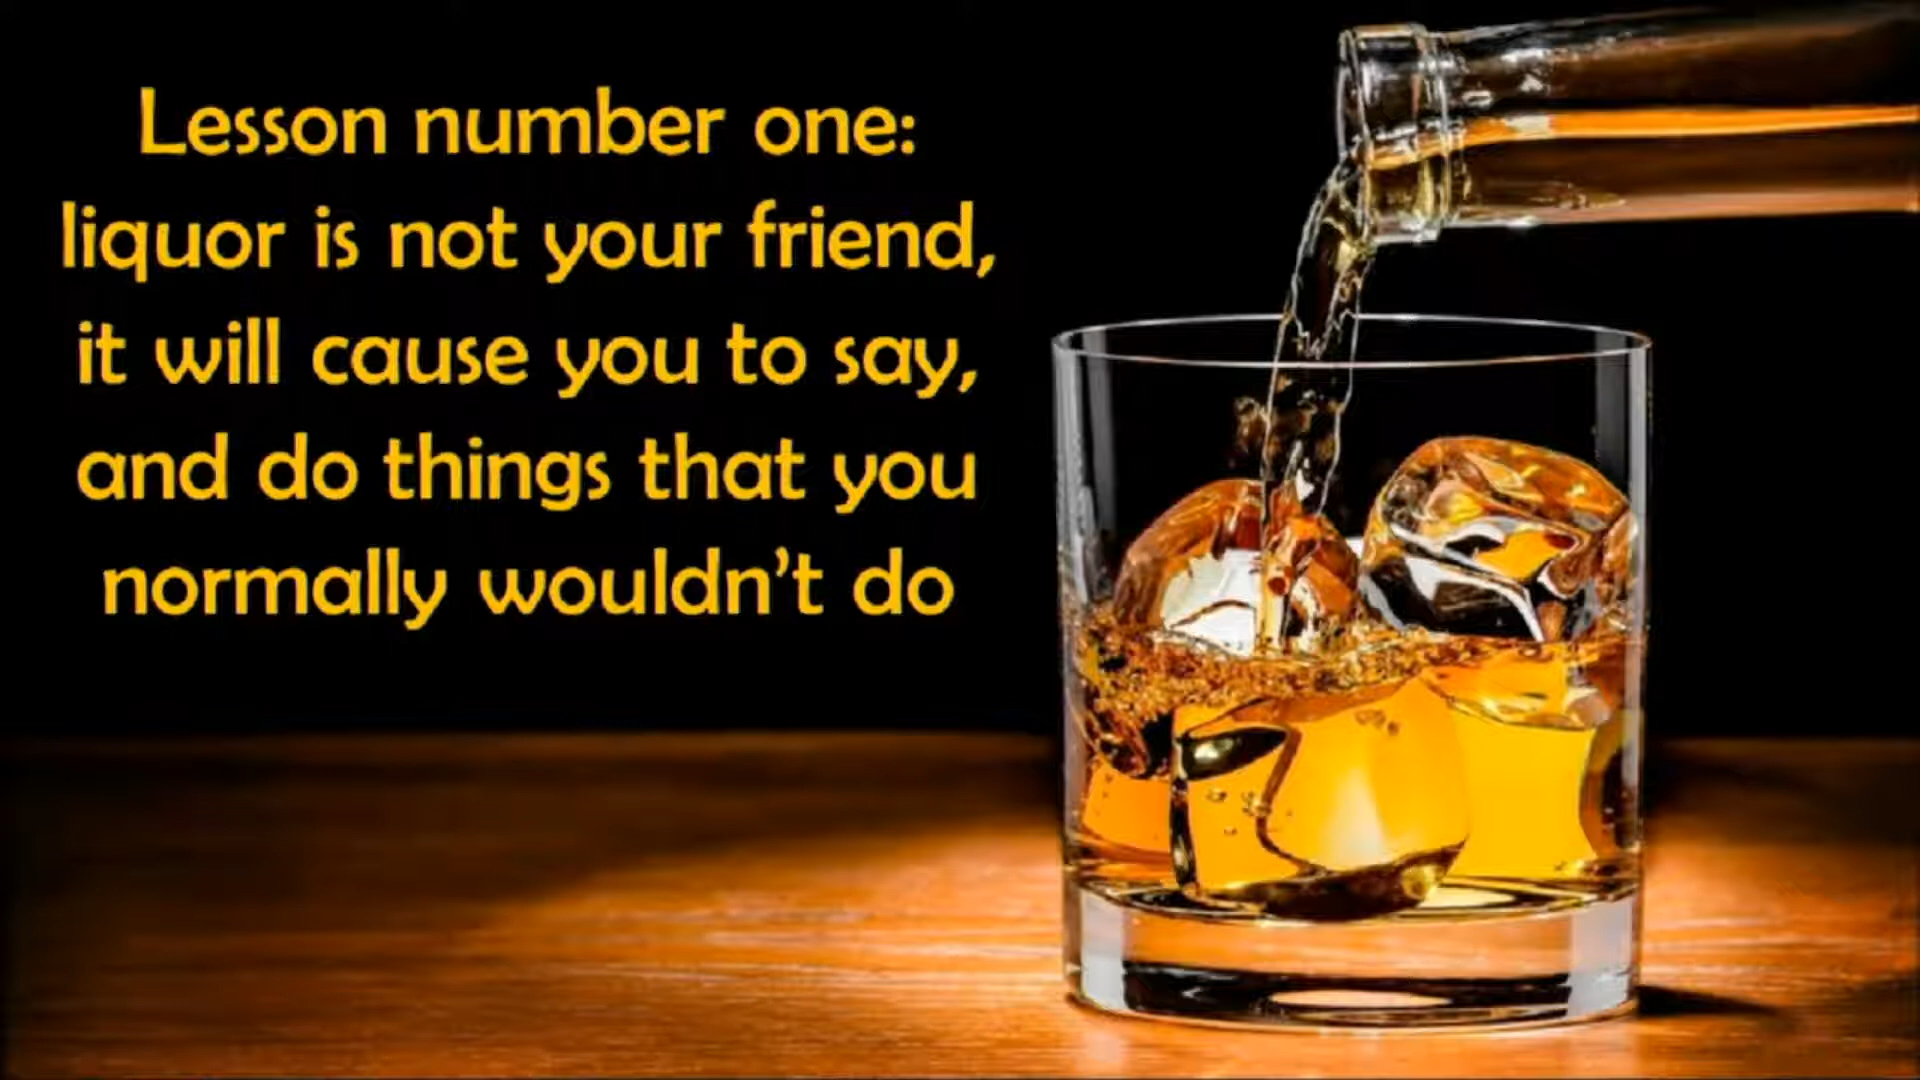 Lesson number one:
liquor is not your friend,
it will cause you to say,
and do things that you
normally wouldn’t do